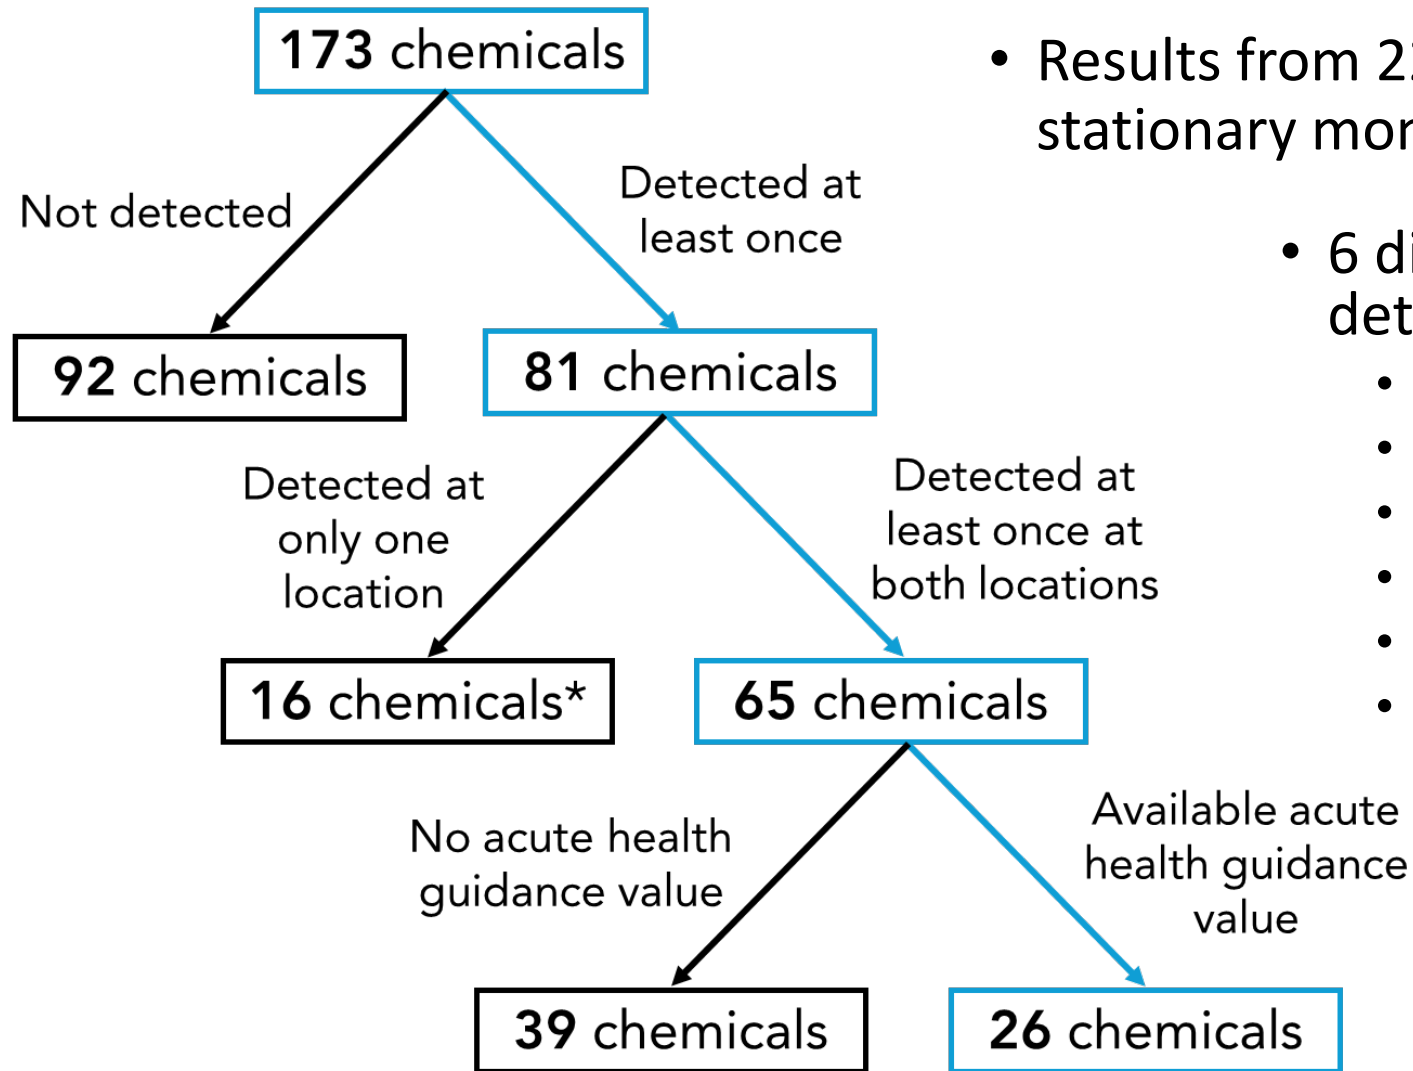 173 chemicals
Not detected
Detected at
least once
92 chemicals
81 chemicals
Detected at
only one
location
Detected at
least once at
both locations
16 chemicals*
65 chemicals
No acute health
guidance value
Available acute
health guidance
value
39 chemicals
26 chemicals
• Results from
stationary
• 6
•
•
•
•
•
•